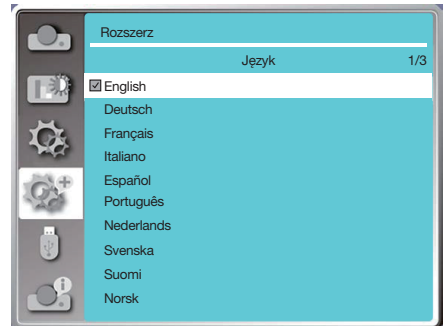 Rozszerz
Język 1/3
English
Deutsch
Français
Italiano
Español
Português
Nederlands
Svenska
Suomi
Norsk